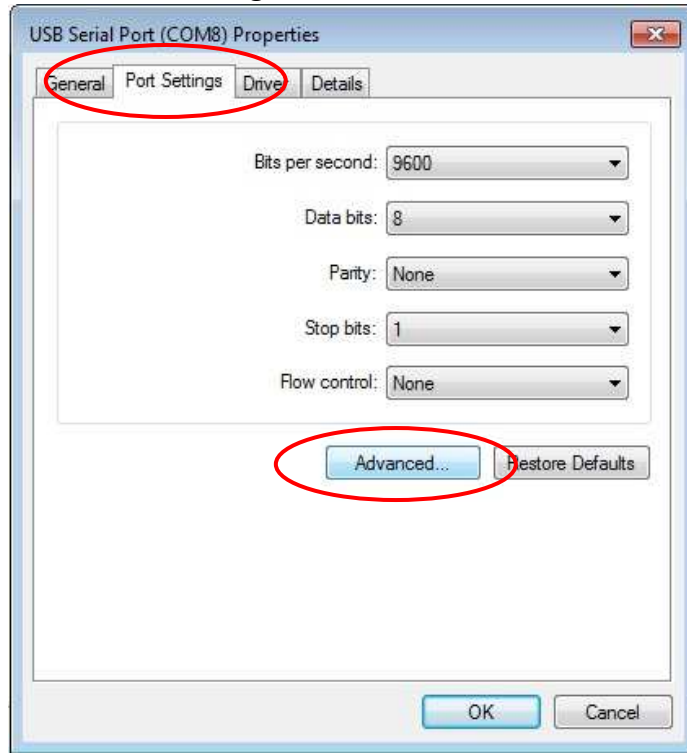 USB Serial Port (COM8) Properties
General Port Settings Driver Details
Bits per second: 9600
Data bits: 8
Parity: None
Stop bits: 1
Flow control: None
Advanced... Restore Defaults
OK Cancel